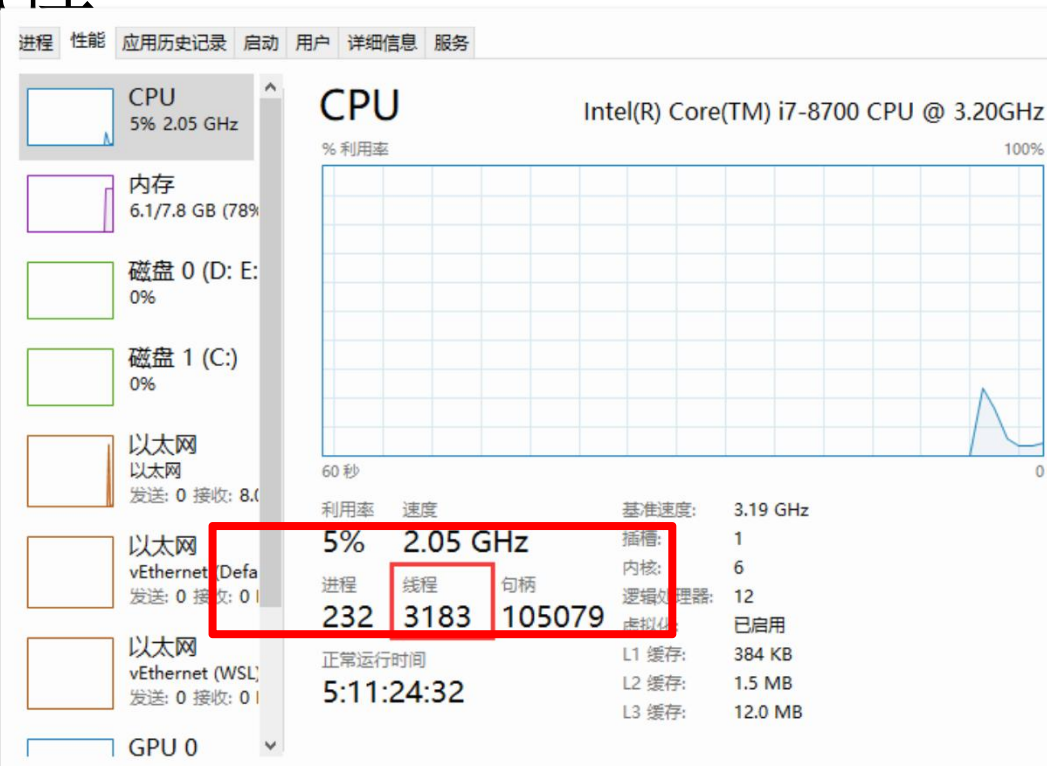 进程 性能 应用历史记录 启动 用户 详细信息 服务
CPU
5% 2.05 GHz
内存
6.1/7.8 GB (78%
磁盘 0 (D: E:
0%
磁盘 1 (C:)
0%
以太网
以太网
发送: 0 接收: 8.0
以太网
vEthernet (Defa
发送: 0 接收: 0
以太网
vEthernet (WSL)
发送: 0 接收: 0
GPU 0
CPU
Intel(R) Core(TM) i7-8700 CPU @ 3.20GHz
% 利用率 100%
60 秒 0
利用率 速度
5% 2.05 GHz
进程 线程 句柄
232 3183 105079
正常运行时间
5:11:24:32
基准速度: 3.19 GHz
插槽: 1
内核: 6
逻辑处理器: 12
虚拟化: 已启用
L1 缓存: 384 KB
L2 缓存: 1.5 MB
L3 缓存: 12.0 MB